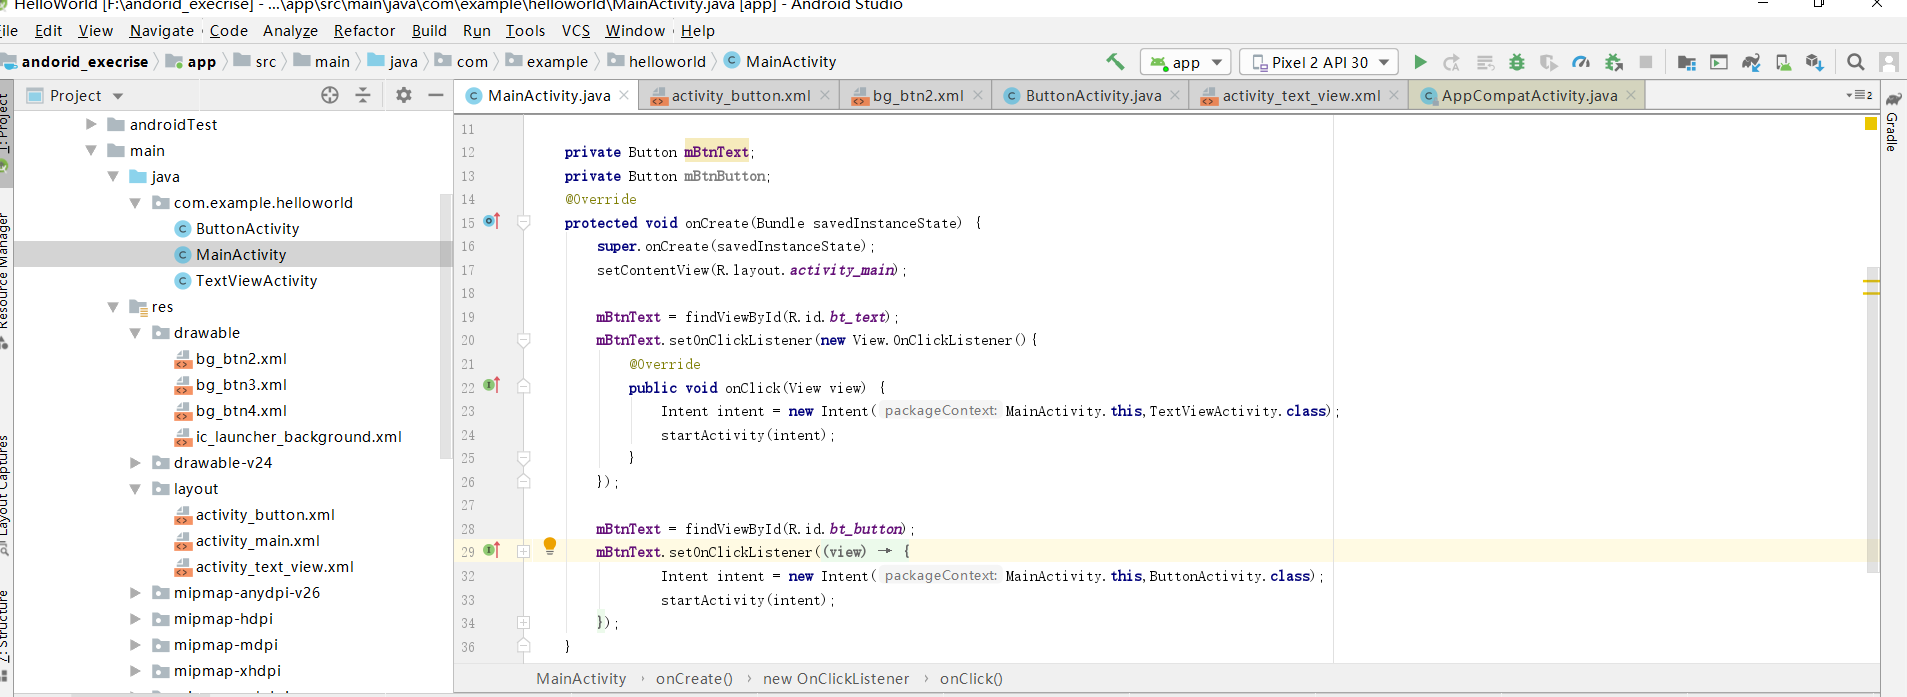 HelloWorld [F:\andorid_execrise] - ...\app\src\main\java\com\example\helloworld\MainActivity.java [app] - Android Studio
ile Edit View Navigate Code Analyze Refactor Build Run Tools VCS Window Help
andorid_execrise app src main java com example helloworld MainActivity
app Pixel 2 API 30
Project
MainActivity.java activity_button.xml bg_btn2.xml ButtonActivity.java activity_text_view.xml AppCompatActivity.java
2
1: Project
Resource Manager
Layout Captures
Z: Structure
Gradle
androidTest
main
java
com.example.helloworld
ButtonActivity
MainActivity
TextViewActivity
res
drawable
bg_btn2.xml
bg_btn3.xml
bg_btn4.xml
ic_launcher_background.xml
drawable-v24
layout
activity_button.xml
activity_main.xml
activity_text_view.xml
mipmap-anydpi-v26
mipmap-hdpi
mipmap-mdpi
mipmap-xhdpi
11
12 private Button mBtnText;
13 private Button mBtnButton;
14 @Override
15 protected void onCreate(Bundle savedInstanceState) {
16 super.onCreate(savedInstanceState);
17 setContentView(R.layout.activity_main);
18
19 mBtnText = findViewById(R.id.bt_text);
20 mBtnText.setOnClickListener(new View.OnClickListener(){
21 @Override
22 public void onClick(View view) {
23 Intent intent = new Intent( packageContext: MainActivity.this,TextViewActivity.class);
24 startActivity(intent);
25 }
26 });
27
28 mBtnText = findViewById(R.id.bt_button);
29 mBtnText.setOnClickListener((view) → {
32 Intent intent = new Intent( packageContext: MainActivity.this,ButtonActivity.class);
33 startActivity(intent);
34 });
36 }
MainActivity › onCreate() › new OnClickListener › onClick()